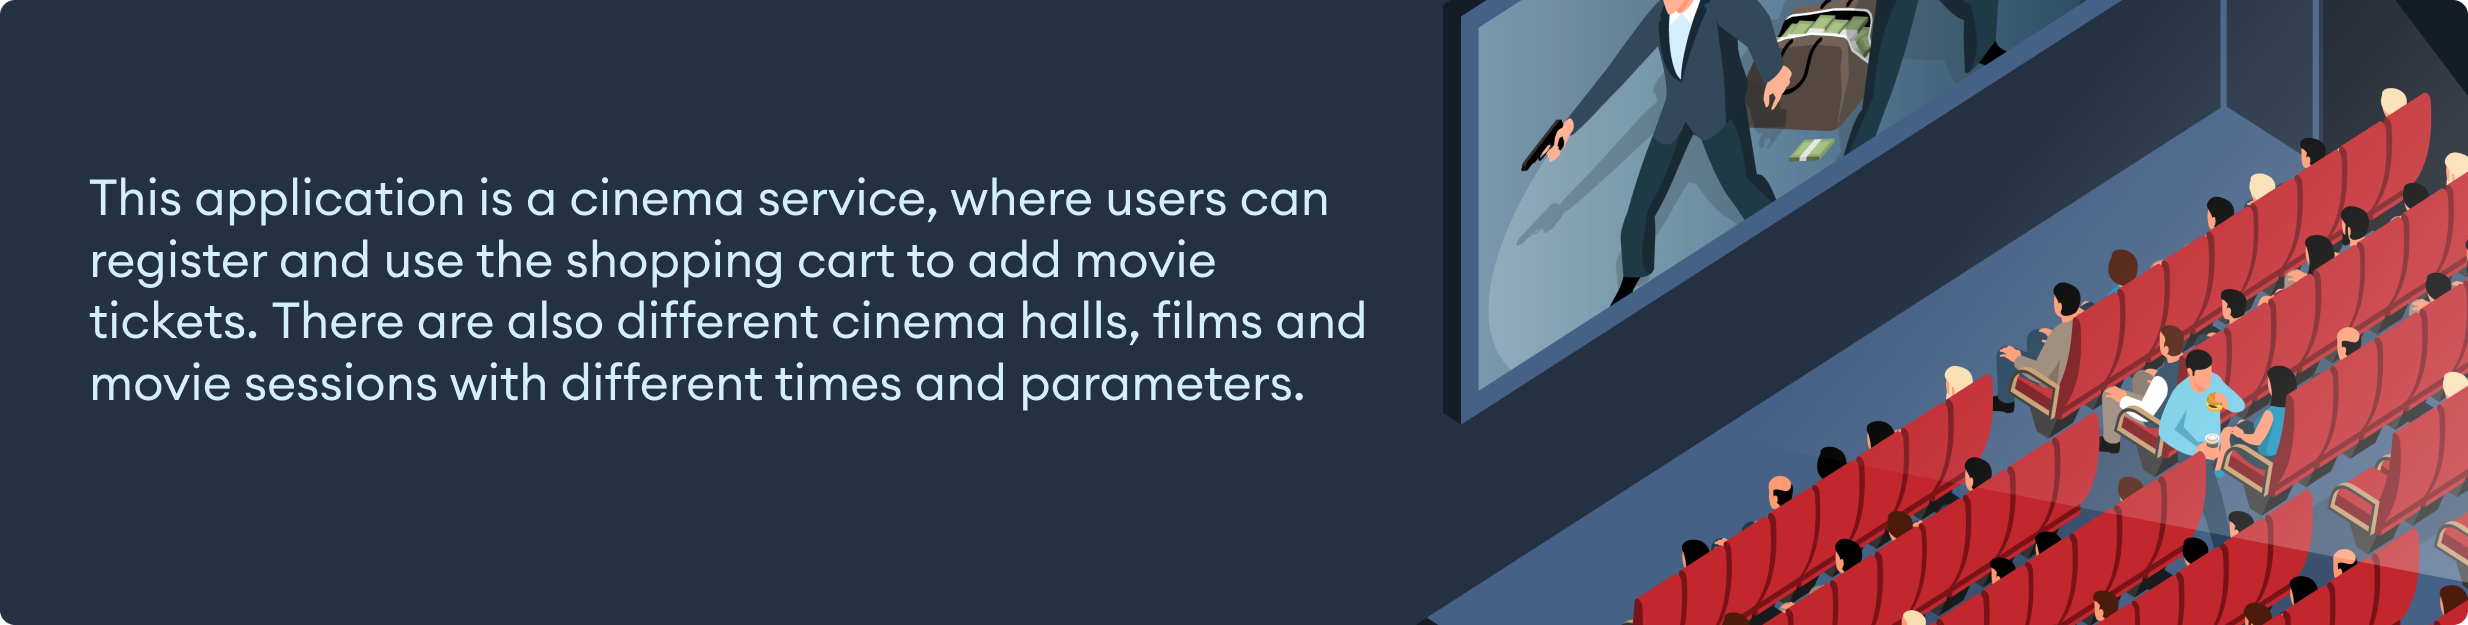 This application is a cinema service, where users can
register and use the shopping cart to add movie
tickets. There are also different cinema halls, films and
movie sessions with different times and parameters.